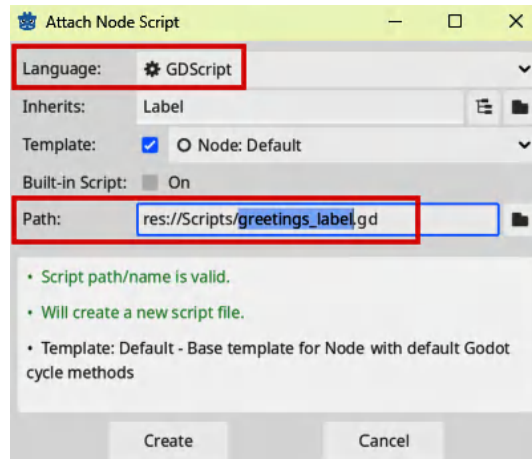 Attach Node Script
Language: GDScript
Inherits: Label
Template: Node: Default
Built-in Script: On
Path: res://Scripts/greetings_label.gd
• Script path/name is valid.
• Will create a new script file.
• Template: Default - Base template for Node with default Godot
cycle methods
Create Cancel